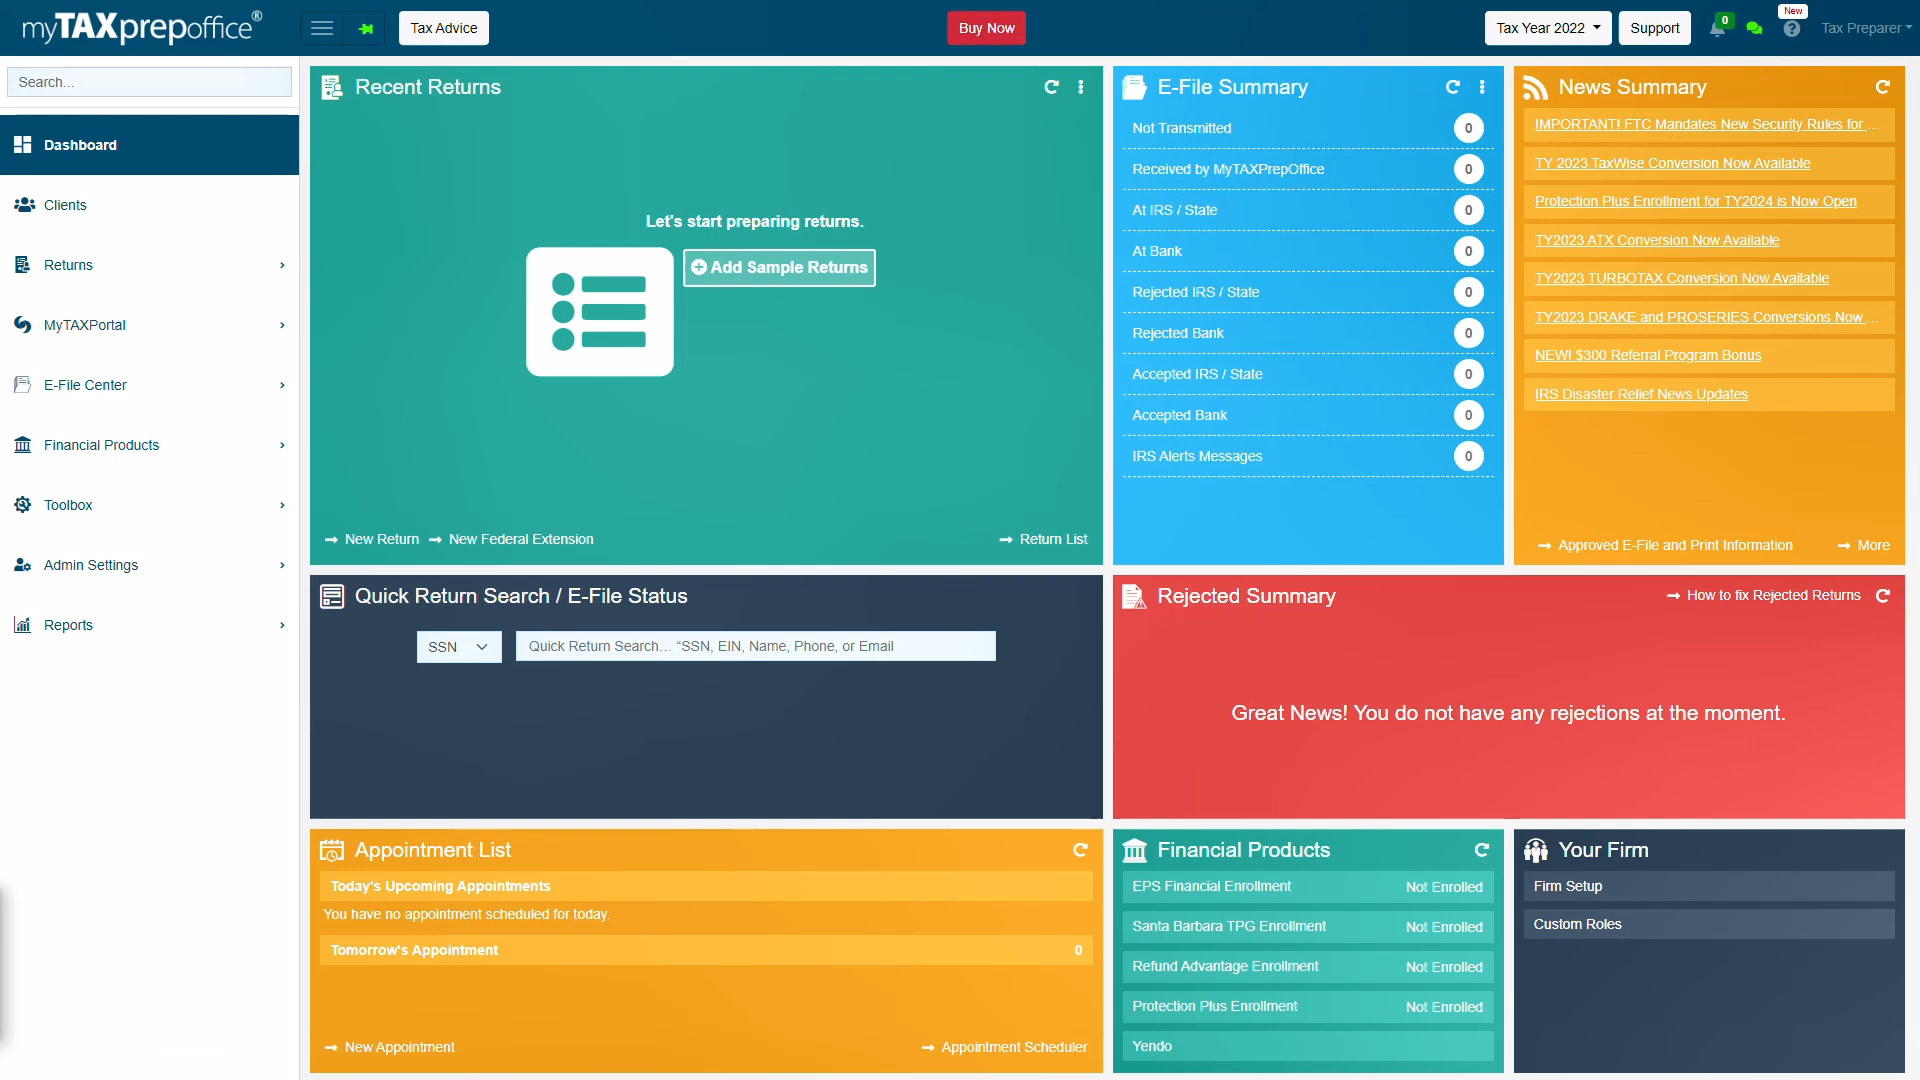 myTAXprepoffice®
Tax Advice
Buy Now
Tax Year 2022
Support
0
New
Tax Preparer
Search...
Dashboard
Clients
Returns
MyTAXPortal
E-File Center
Financial Products
Toolbox
Admin Settings
Reports
Recent Returns
Let's start preparing returns.
Add Sample Returns
New Return
New Federal Extension
Return List
E-File Summary
Not Transmitted 0
Received by MyTAXPrepOffice 0
At IRS / State 0
At Bank 0
Rejected IRS / State 0
Rejected Bank 0
Accepted IRS / State 0
Accepted Bank 0
IRS Alerts Messages 0
News Summary
IMPORTANT! FTC Mandates New Security Rules for ...
TY 2023 TaxWise Conversion Now Available
Protection Plus Enrollment for TY2024 is Now Open
TY2023 ATX Conversion Now Available
TY2023 TURBOTAX Conversion Now Available
TY2023 DRAKE and PROSERIES Conversions Now ...
NEW! $300 Referral Program Bonus
IRS Disaster Relief News Updates
Approved E-File and Print Information
More
Quick Return Search / E-File Status
SSN
Quick Return Search... “SSN, EIN, Name, Phone, or Email
Rejected Summary
How to fix Rejected Returns
Great News! You do not have any rejections at the moment.
Appointment List
Today's Upcoming Appointments
You have no appointment scheduled for today.
Tomorrow's Appointment 0
New Appointment
Appointment Scheduler
Financial Products
EPS Financial Enrollment Not Enrolled
Santa Barbara TPG Enrollment Not Enrolled
Refund Advantage Enrollment Not Enrolled
Protection Plus Enrollment Not Enrolled
Yendo
Your Firm
Firm Setup
Custom Roles